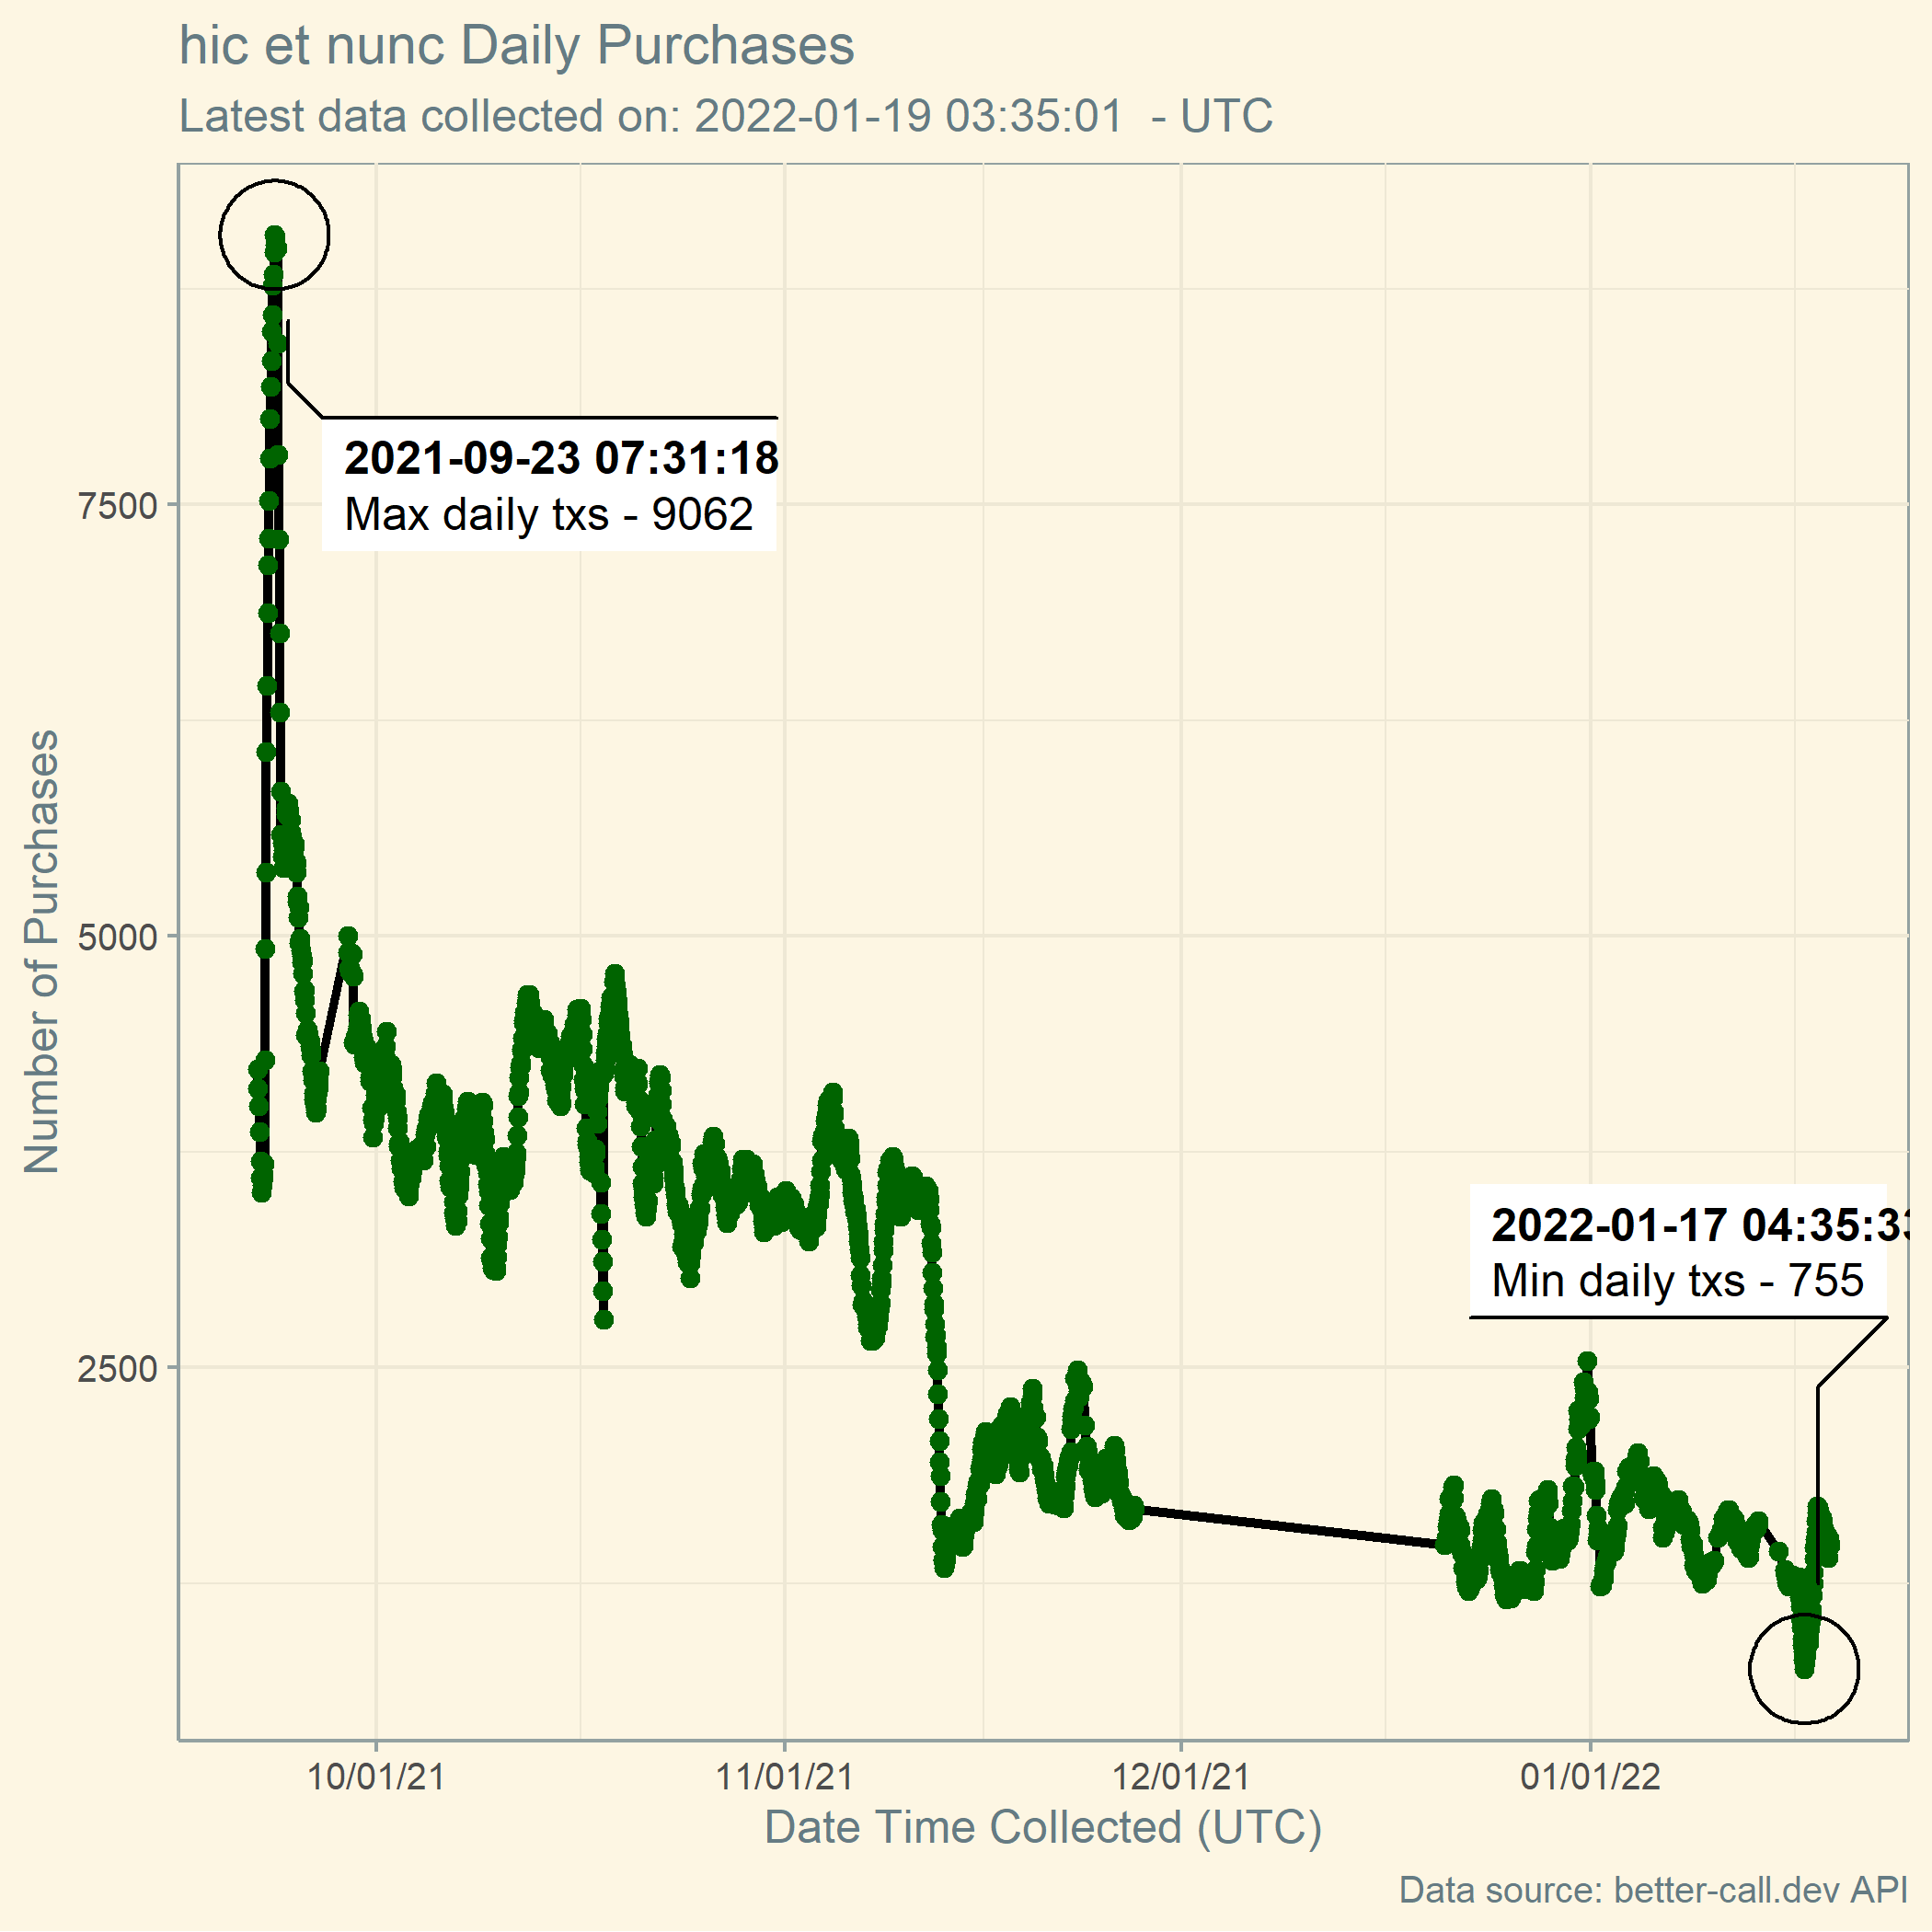 hic et nunc Daily Purchases
Latest data collected on: 2022-01-19 03:35:01 - UTC
2021-09-23 07:31:18
Max daily txs - 9062
7500
Number of Purchases
5000
2022-01-17 04:35:33
Min daily txs - 755
2500
10/01/21 11/01/21 12/01/21 01/01/22
Date Time Collected (UTC)
Data source: better-call.dev API